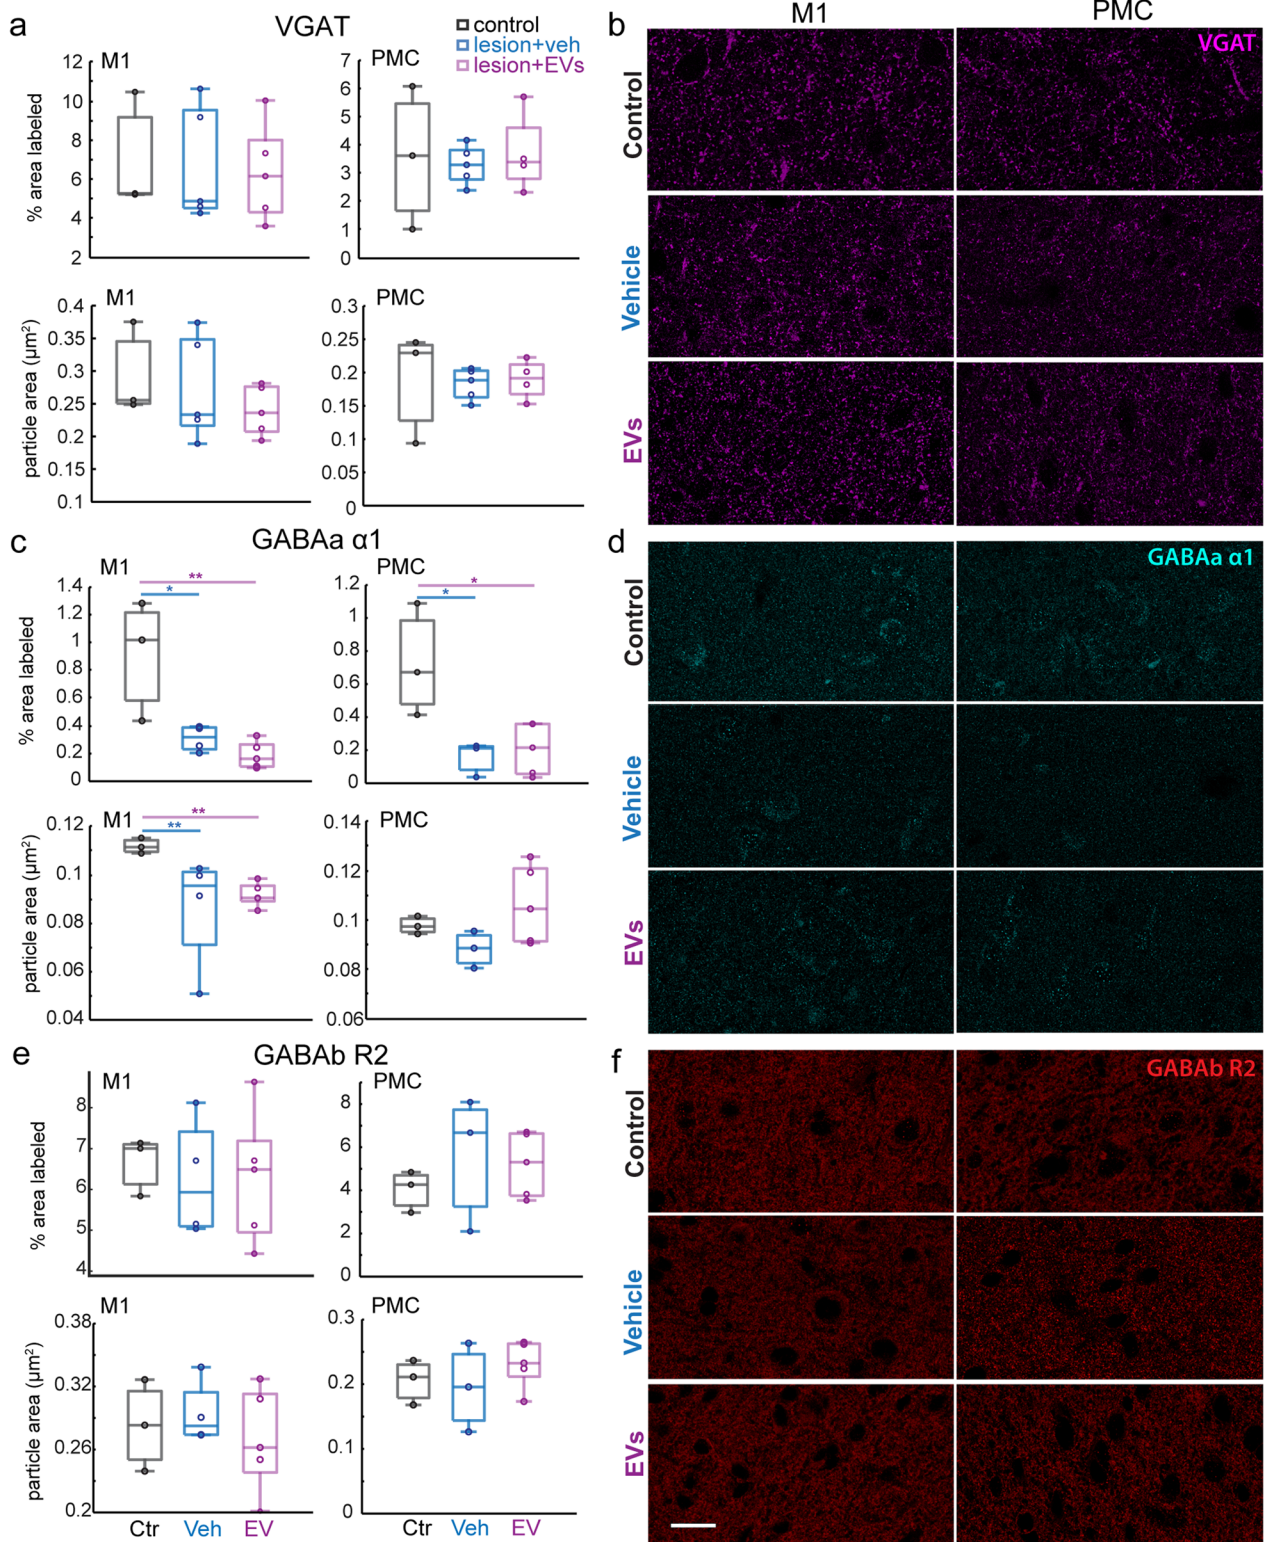 a
VGAT
control
lesion+veh
lesion+EVs
M1
% area labeled
12
10
8
6
4
2
PMC
7
6
5
4
3
2
1
0
M1
particle area (μm²)
0.4
0.35
0.3
0.25
0.2
0.15
0.1
PMC
0.3
0.25
0.2
0.15
0.1
0.05
0
b
M1
PMC
VGAT
Control
Vehicle
EVs
c
GABAa α1
M1
% area labeled
1.4
1.2
1
0.8
0.6
0.4
0.2
0
**
*
PMC
1.2
1
0.8
0.6
0.4
0.2
0
*
*
M1
particle area (μm²)
0.12
0.1
0.08
0.06
0.04
**
**
PMC
0.14
0.12
0.1
0.08
0.06
d
GABAa α1
Control
Vehicle
EVs
e
GABAb R2
M1
% area labeled
8
7
6
5
4
PMC
8
6
4
2
0
M1
particle area (μm²)
0.38
0.32
0.26
0.2
Ctr Veh EV
PMC
0.3
0.2
0.1
0
Ctr Veh EV
f
GABAb R2
Control
Vehicle
EVs